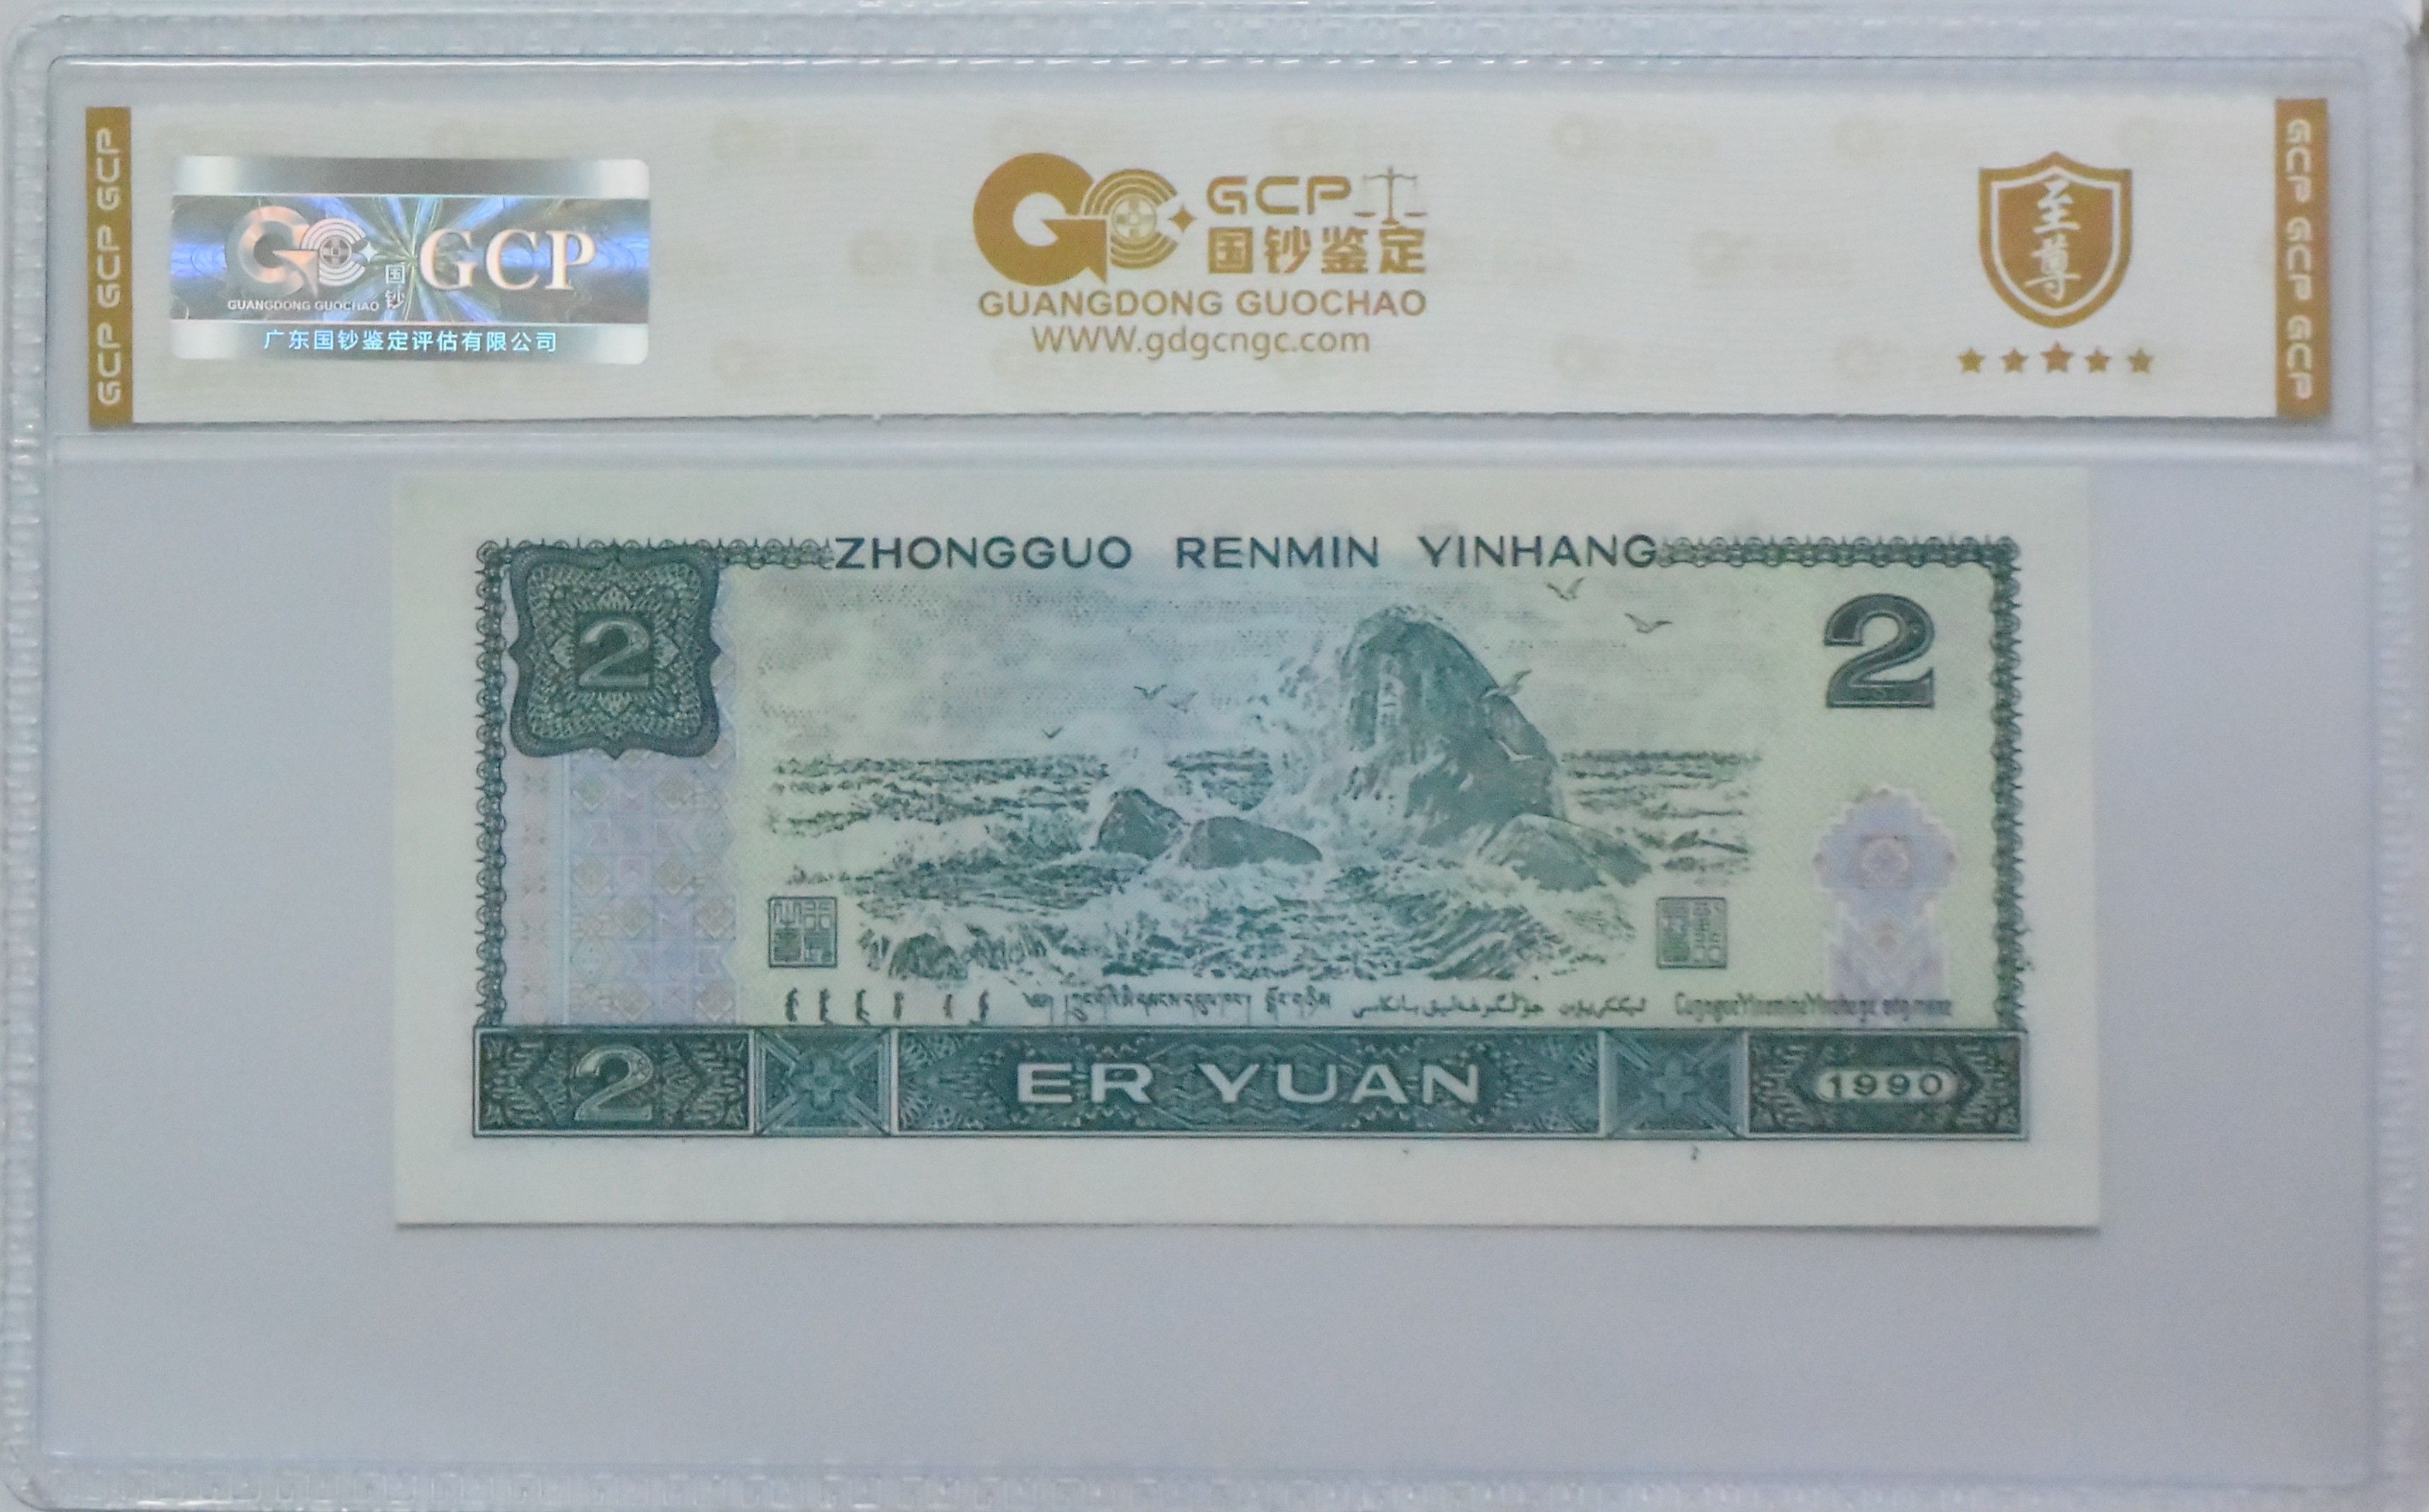 GCP GCP GCP
国钞
GCP
GUANGDONG GUOCHAO
广东国钞鉴定评估有限公司
GCP
国钞鉴定
GUANGDONG GUOCHAO
WWW.gdgcngc.com
至尊
GCP GCP GCP
ZHONGGUO RENMIN YINHANG
2
2
2
ER YUAN
1990